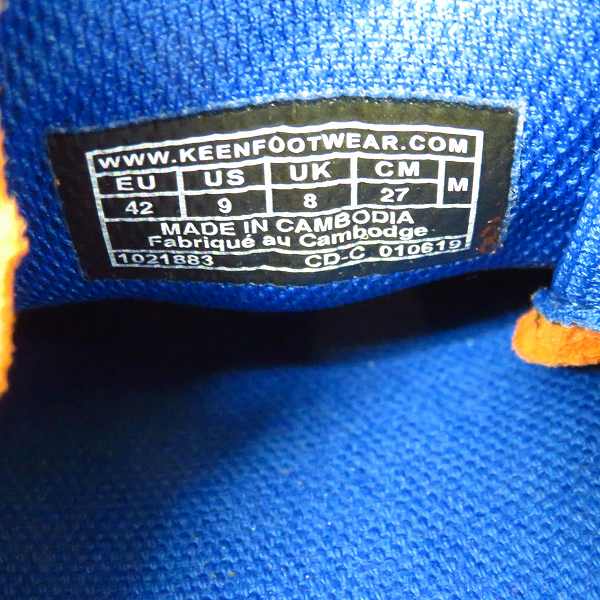 WWW.KEENFOOTWEAR.COM
EU US UK CM M
42 9 8 27
MADE IN CAMBODIA
Fabriqué au Cambodge
1021883 CD-C 010619